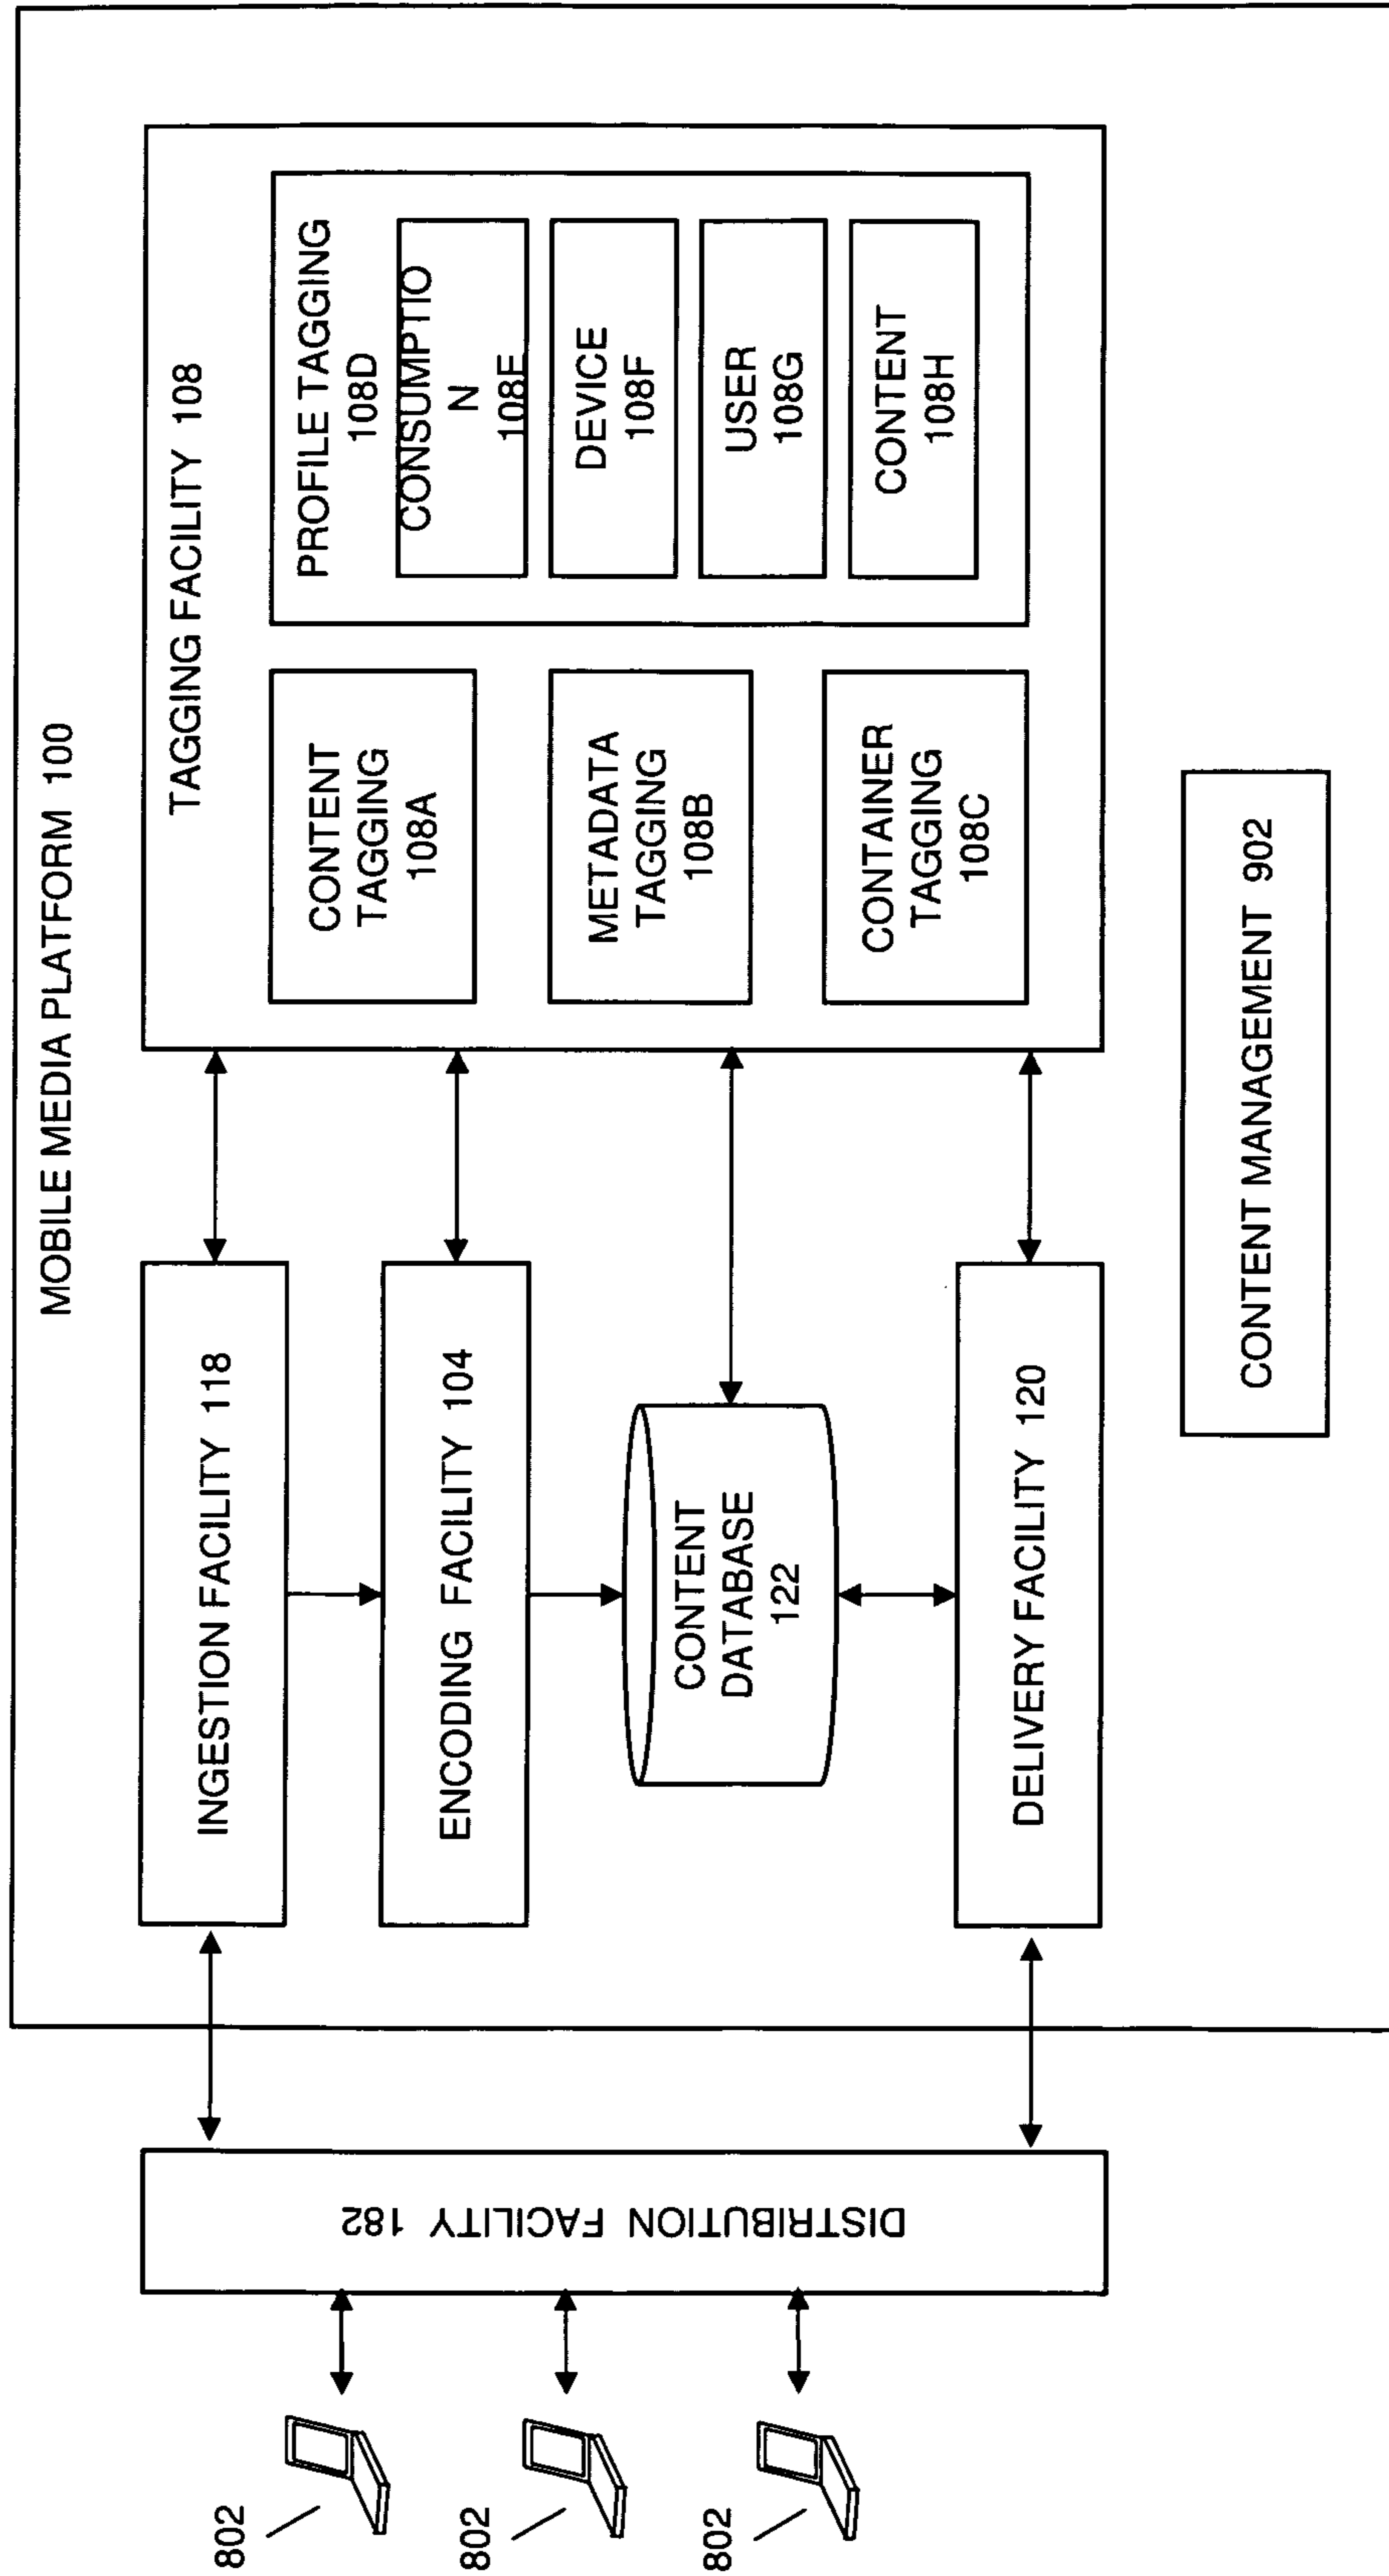 MOBILE MEDIA PLATFORM 100
802
802
802
DISTRIBUTION FACILITY 182
INGESTION FACILITY 118
ENCODING FACILITY 104
CONTENT
DATABASE
122
DELIVERY FACILITY 120
TAGGING FACILITY 108
CONTENT
TAGGING
108A
METADATA
TAGGING
108B
CONTAINER
TAGGING
108C
PROFILE TAGGING
108D
CONSUMPTIO
N
108E
DEVICE
108F
USER
108G
CONTENT
108H
CONTENT MANAGEMENT 902